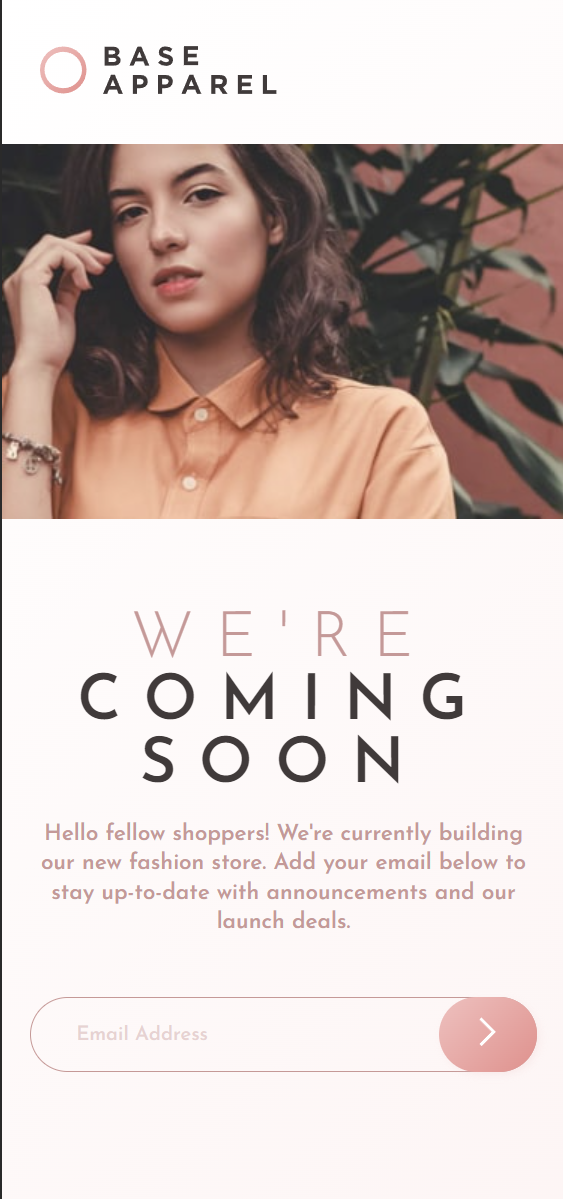 BASE
APPAREL
WE'RE
COMING
SOON
Hello fellow shoppers! We're currently building
our new fashion store. Add your email below to
stay up-to-date with announcements and our
launch deals.
Email Address